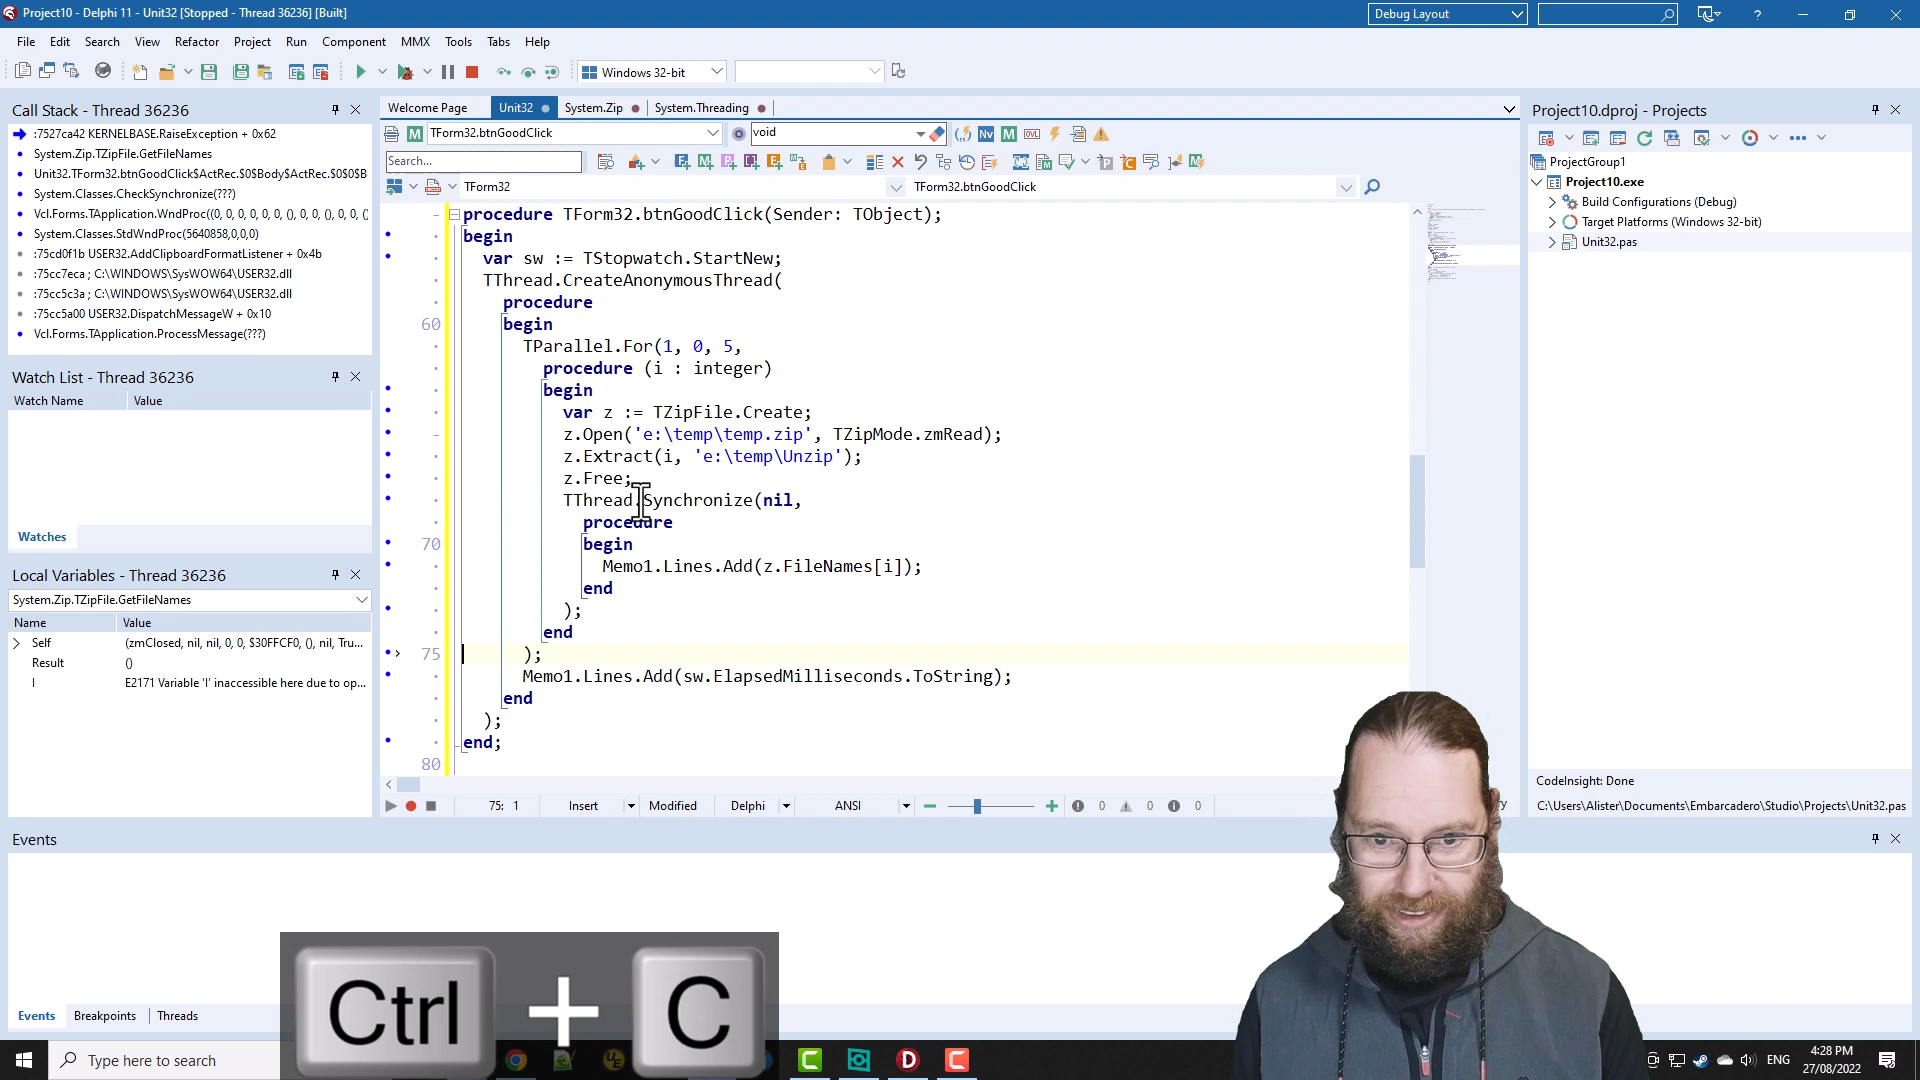 Project10 - Delphi 11 - Unit32 [Stopped - Thread 36236] [Built]
Debug Layout
File Edit Search View Refactor Project Run Component MMX Tools Tabs Help
Windows 32-bit
Call Stack - Thread 36236
:7527ca42 KERNELBASE.RaiseException + 0x62
System.Zip.TZipFile.GetFileNames
Unit32.TForm32.btnGoodClick$ActRec.$0$Body$ActRec.$0$0$B
System.Classes.CheckSynchronize(???)
Vcl.Forms.TApplication.WndProc((0, 0, 0, 0, 0, 0, (), 0, 0, (), 0, 0, (
System.Classes.StdWndProc(5640858,0,0,0)
:75cd0f1b USER32.AddClipboardFormatListener + 0x4b
:75cc7eca ; C:\WINDOWS\SysWOW64\USER32.dll
:75cc5c3a ; C:\WINDOWS\SysWOW64\USER32.dll
:75cc5a00 USER32.DispatchMessageW + 0x10
Vcl.Forms.TApplication.ProcessMessage(???)
Watch List - Thread 36236
Watch Name Value
Watches
Local Variables - Thread 36236
System.Zip.TZipFile.GetFileNames
Name Value
Self (zmClosed, nil, nil, 0, 0, $30FFCF0, (), nil, Tru...
Result ()
I E2171 Variable 'I' inaccessible here due to op...
Welcome Page Unit32 System.Zip System.Threading
TForm32.btnGoodClick void
Search...
TForm32 TForm32.btnGoodClick
procedure TForm32.btnGoodClick(Sender: TObject);
begin
var sw := TStopwatch.StartNew;
TThread.CreateAnonymousThread(
procedure
60 begin
TParallel.For(1, 0, 5,
procedure (i : integer)
begin
var z := TZipFile.Create;
z.Open('e:\temp\temp.zip', TZipMode.zmRead);
z.Extract(i, 'e:\temp\Unzip');
z.Free;
TThread.Synchronize(nil,
procedure
70 begin
Memo1.Lines.Add(z.FileNames[i]);
end
);
end
75 );
Memo1.Lines.Add(sw.ElapsedMilliseconds.ToString);
end
);
end;
80
75: 1 Insert Modified Delphi ANSI 0 0 0
Project10.dproj - Projects
ProjectGroup1
Project10.exe
Build Configurations (Debug)
Target Platforms (Windows 32-bit)
Unit32.pas
CodeInsight: Done
C:\Users\Alister\Documents\Embarcadero\Studio\Projects\Unit32.pas
Events
Events Breakpoints Threads
Ctrl + C
Type here to search
ENG
4:28 PM
27/08/2022